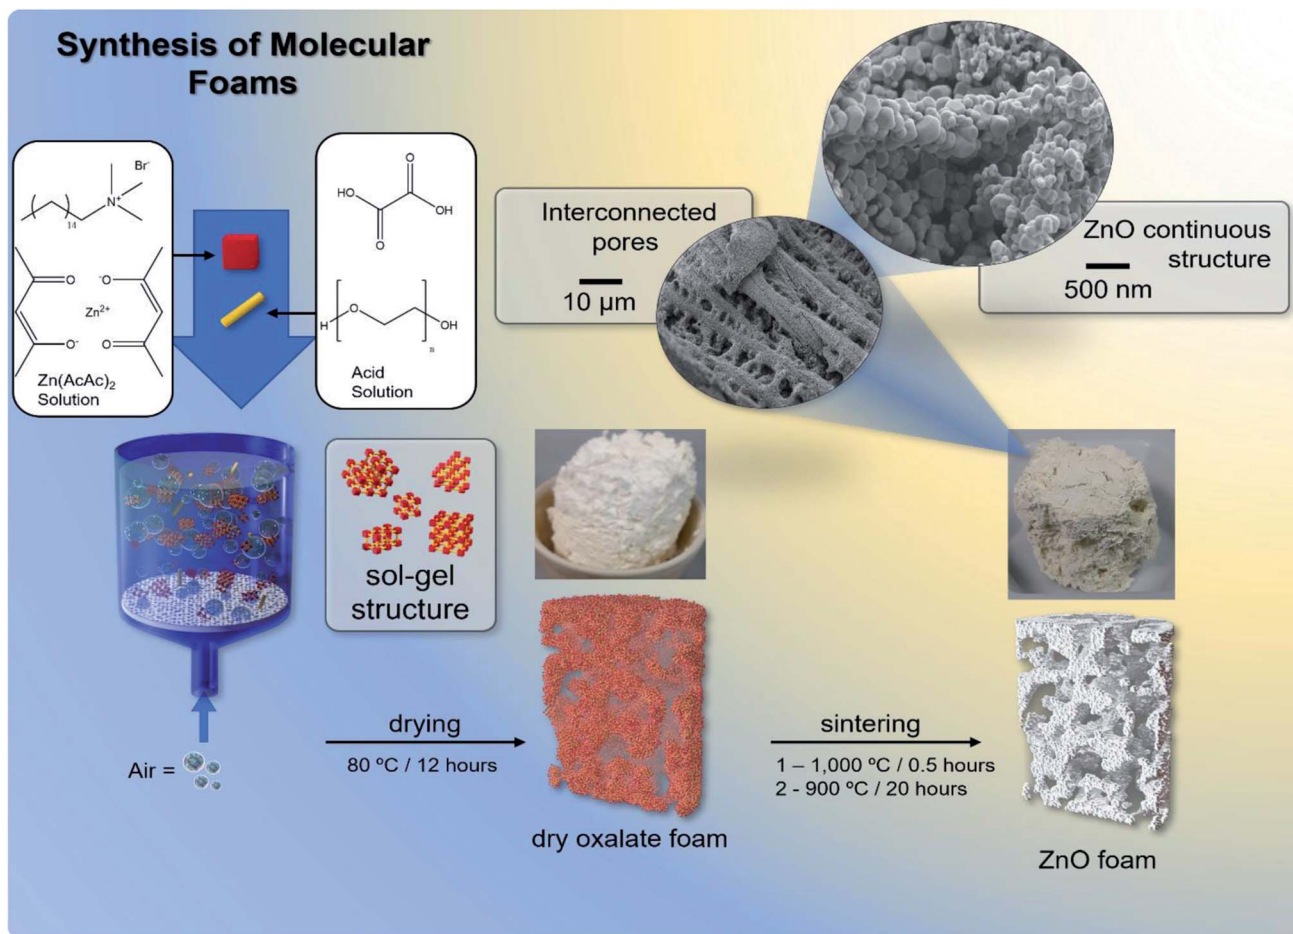 Synthesis of Molecular
Foams
Br-
N+
14
O
O-
Zn2+
-O
O
Zn(AcAc)2
Solution
O
HO
OH
O
H
O
OH
n
Acid
Solution
Interconnected
pores
10 µm
ZnO continuous
structure
500 nm
sol-gel
structure
Air =
drying
80 ºC / 12 hours
dry oxalate foam
sintering
1 – 1,000 ºC / 0.5 hours
2 - 900 ºC / 20 hours
ZnO foam